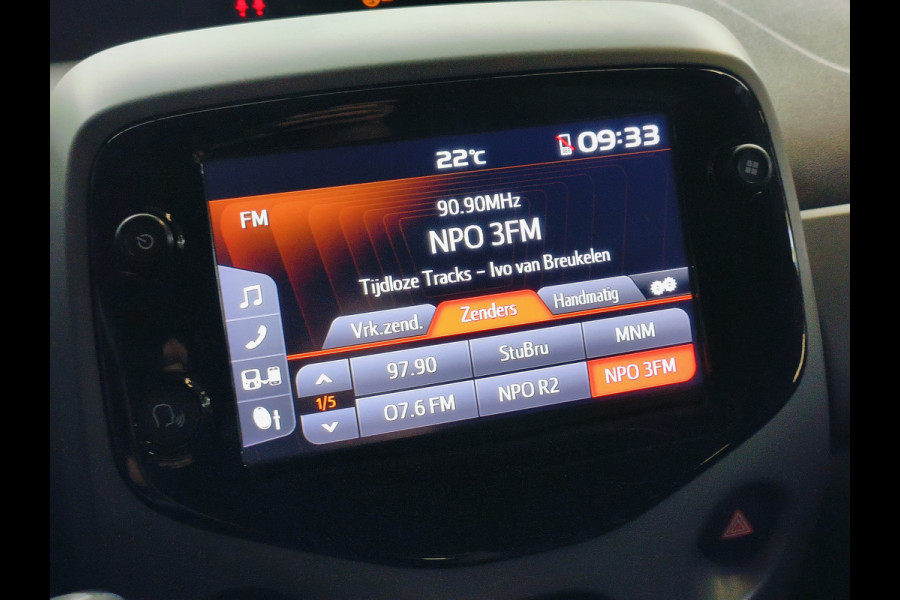 22°C
09:33
FM
90.90MHz
NPO 3FM
Tijdloze Tracks - Ivo van Breukelen
Vrk.zend. Zenders Handmatig
97.90 StuBru MNM
1/5
07.6 FM NPO R2 NPO 3FM